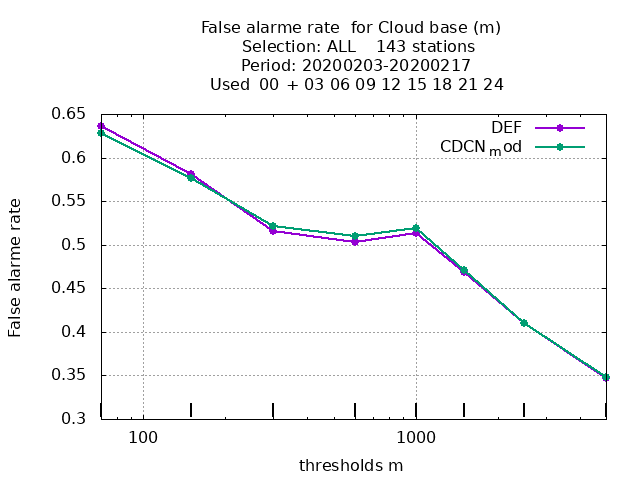 False alarme rate  for Cloud base (m)
Selection: ALL    143 stations
Period: 20200203-20200217
Used  00 + 03 06 09 12 15 18 21 24
DEF
CDCNmod
0.65
0.6
0.55
0.5
0.45
0.4
0.35
0.3
False alarme rate
100
1000
thresholds m